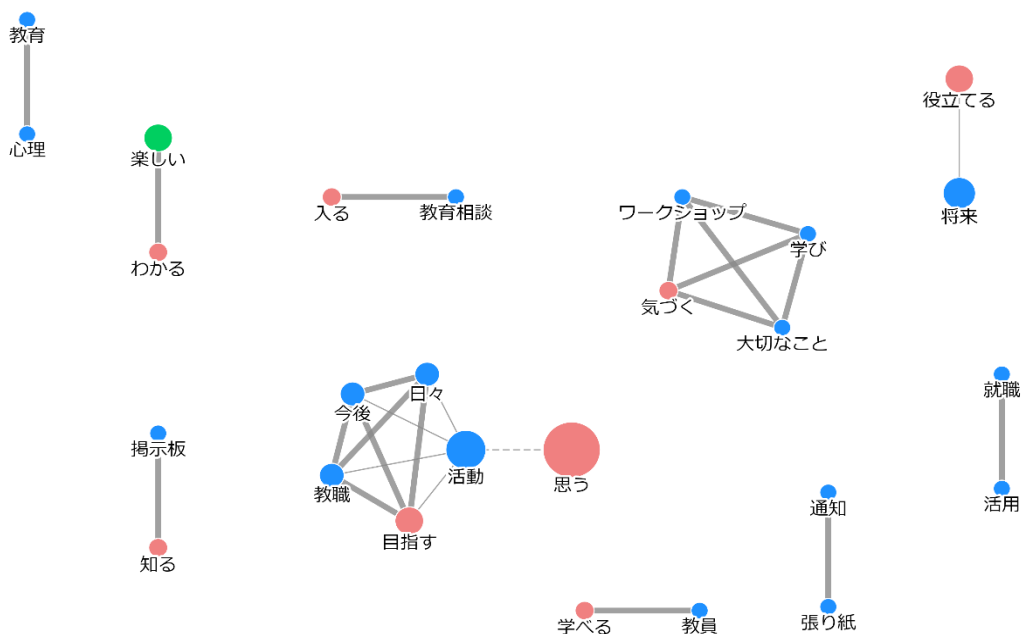 教育
心理
楽しい
わかる
入る
教育相談
ワークショップ
学び
気づく
大切なこと
役立てる
将来
日々
今後
活動
思う
教職
目指す
掲示板
知る
就職
活用
通知
張り紙
学べる
教員